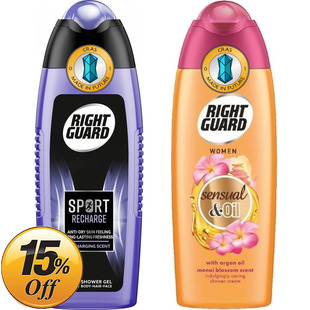 CRAS
MADE IN FUTURE
RIGHT
GUARD
SPORT
RECHARGE
ANTI-DRY SKIN FEELING
LONG-LASTING FRESHNESS
CHARGING SCENT
SHOWER GEL
BODY-HAIR-FACE
15%
Off
CRAS
MADE IN FUTURE
RIGHT
GUARD
WOMEN
sensual
&Oil
with argan oil
monoi blossom scent
indulgingly caring
shower cream